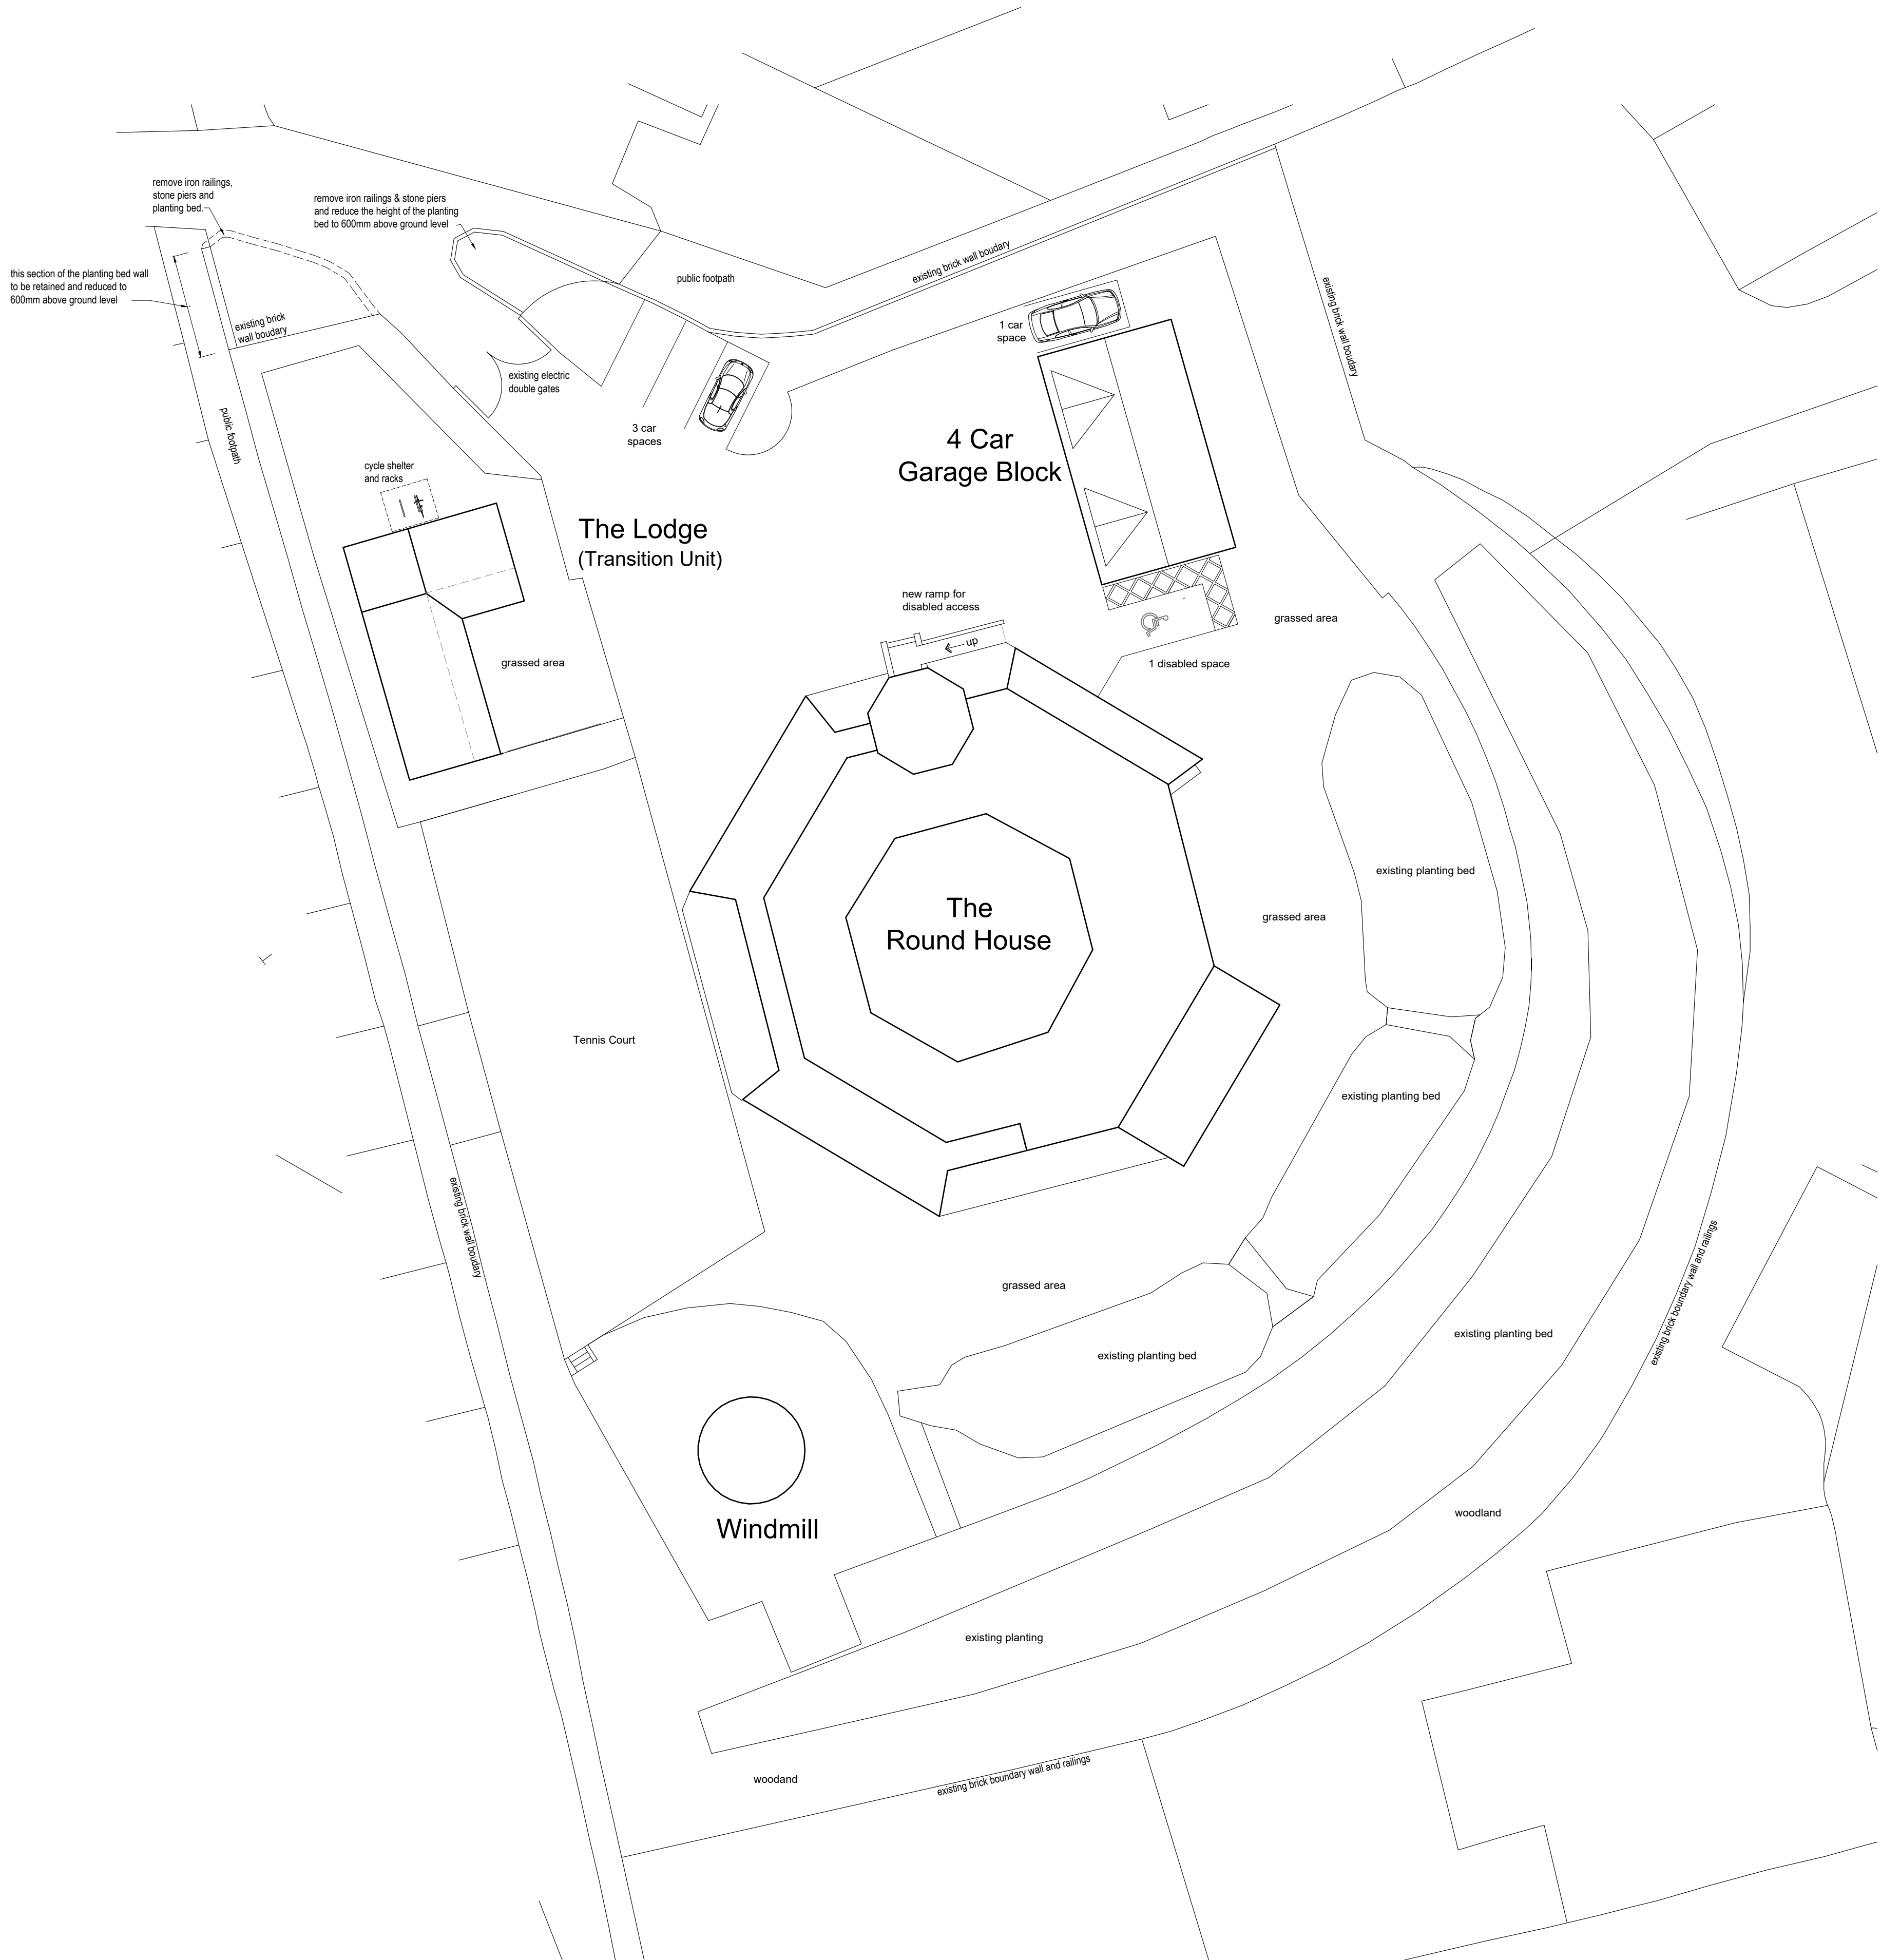 remove iron railings,
stone piers and
planting bed.
remove iron railings & stone piers
and reduce the height of the planting
bed to 600mm above ground level
this section of the planting bed wall
to be retained and reduced to
600mm above ground level
existing brick
wall boudary
public footpath
existing brick wall boudary
existing brick wall boudary
1 car
space
existing electric
double gates
public footpath
3 car
spaces
4 Car
Garage Block
cycle shelter
and racks
The Lodge
(Transition Unit)
new ramp for
disabled access
up
grassed area
1 disabled space
grassed area
existing planting bed
The
Round House
grassed area
Tennis Court
existing planting bed
existing brick wall boudary
existing brick boundary wall and railings
grassed area
existing planting bed
existing planting bed
Windmill
woodland
existing planting
woodand
existing brick boundary wall and railings